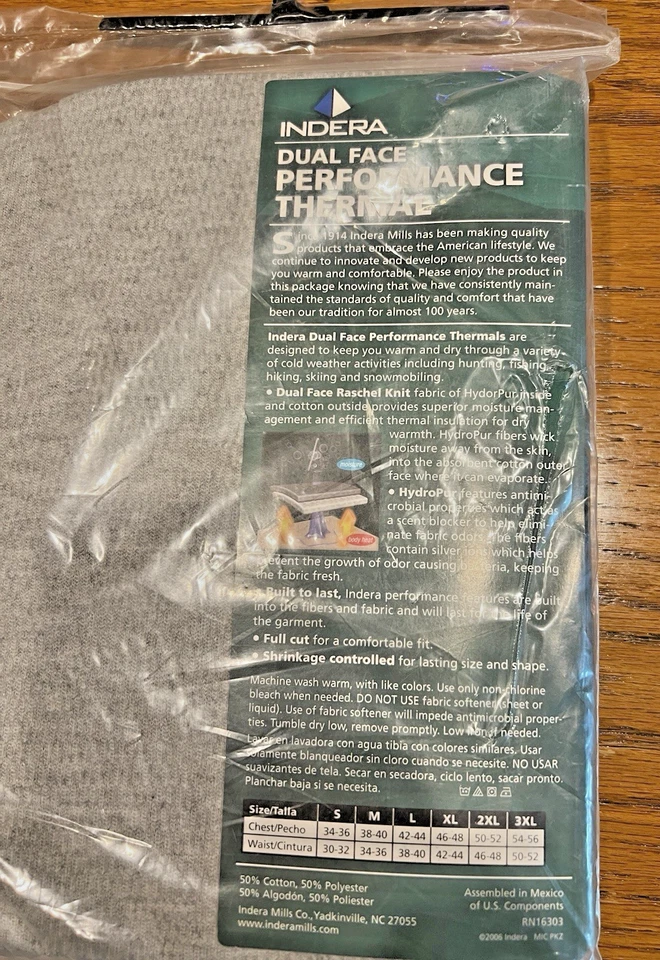 INDERA
DUAL FACE
PERFORMANCE
THERMAL
Since 1914 Indera Mills has been making quality
products that embrace the American lifestyle. We
continue to innovate and develop new products to keep
you warm and comfortable. Please enjoy the product in
this package knowing that we have consistently main-
tained the standards of quality and comfort that have
been our tradition for almost 100 years.
Indera Dual Face Performance Thermals are
designed to keep you warm and dry through a variety
of cold weather activities including hunting, fishing,
hiking, skiing and snowmobiling.
• Dual Face Raschel Knit fabric of HydorPur inside
and cotton outside provides superior moisture man-
agement and efficient thermal insulation for dry
warmth. HydroPur fibers wick
moisture away from the skin,
into the absorbent cotton outer
face where it can evaporate.
moisture
body heat
• HydroPur features antimi-
crobial properties which act as
a scent blocker to help elimi-
nate fabric odors. The fibers
contain silver ions which helps
prevent the growth of odor causing bacteria, keeping
the fabric fresh.
• Built to last, Indera performance features are built
into the fibers and fabric and will last for the life of
the garment.
• Full cut for a comfortable fit.
• Shrinkage controlled for lasting size and shape.
Machine wash warm, with like colors. Use only non-chlorine
bleach when needed. DO NOT USE fabric softener (sheet or
liquid). Use of fabric softener will impede antimicrobial proper-
ties. Tumble dry low, remove promptly. Low iron if needed.
Lavar en lavadora con agua tibia con colores similares. Usar
solamente blanqueador sin cloro cuando se necesite. NO USAR
suavizantes de tela. Secar en secadora, ciclo lento, sacar pronto.
Planchar baja si se necesita.
Size/Talla S M L XL 2XL 3XL
Chest/Pecho 34-36 38-40 42-44 46-48 50-52 54-56
Waist/Cintura 30-32 34-36 38-40 42-44 46-48 50-52
50% Cotton, 50% Polyester
50% Algodón, 50% Poliester
Indera Mills Co., Yadkinville, NC 27055
www.inderamills.com
Assembled in Mexico
of U.S. Components
RN16303
©2006 Indera MIC PKZ